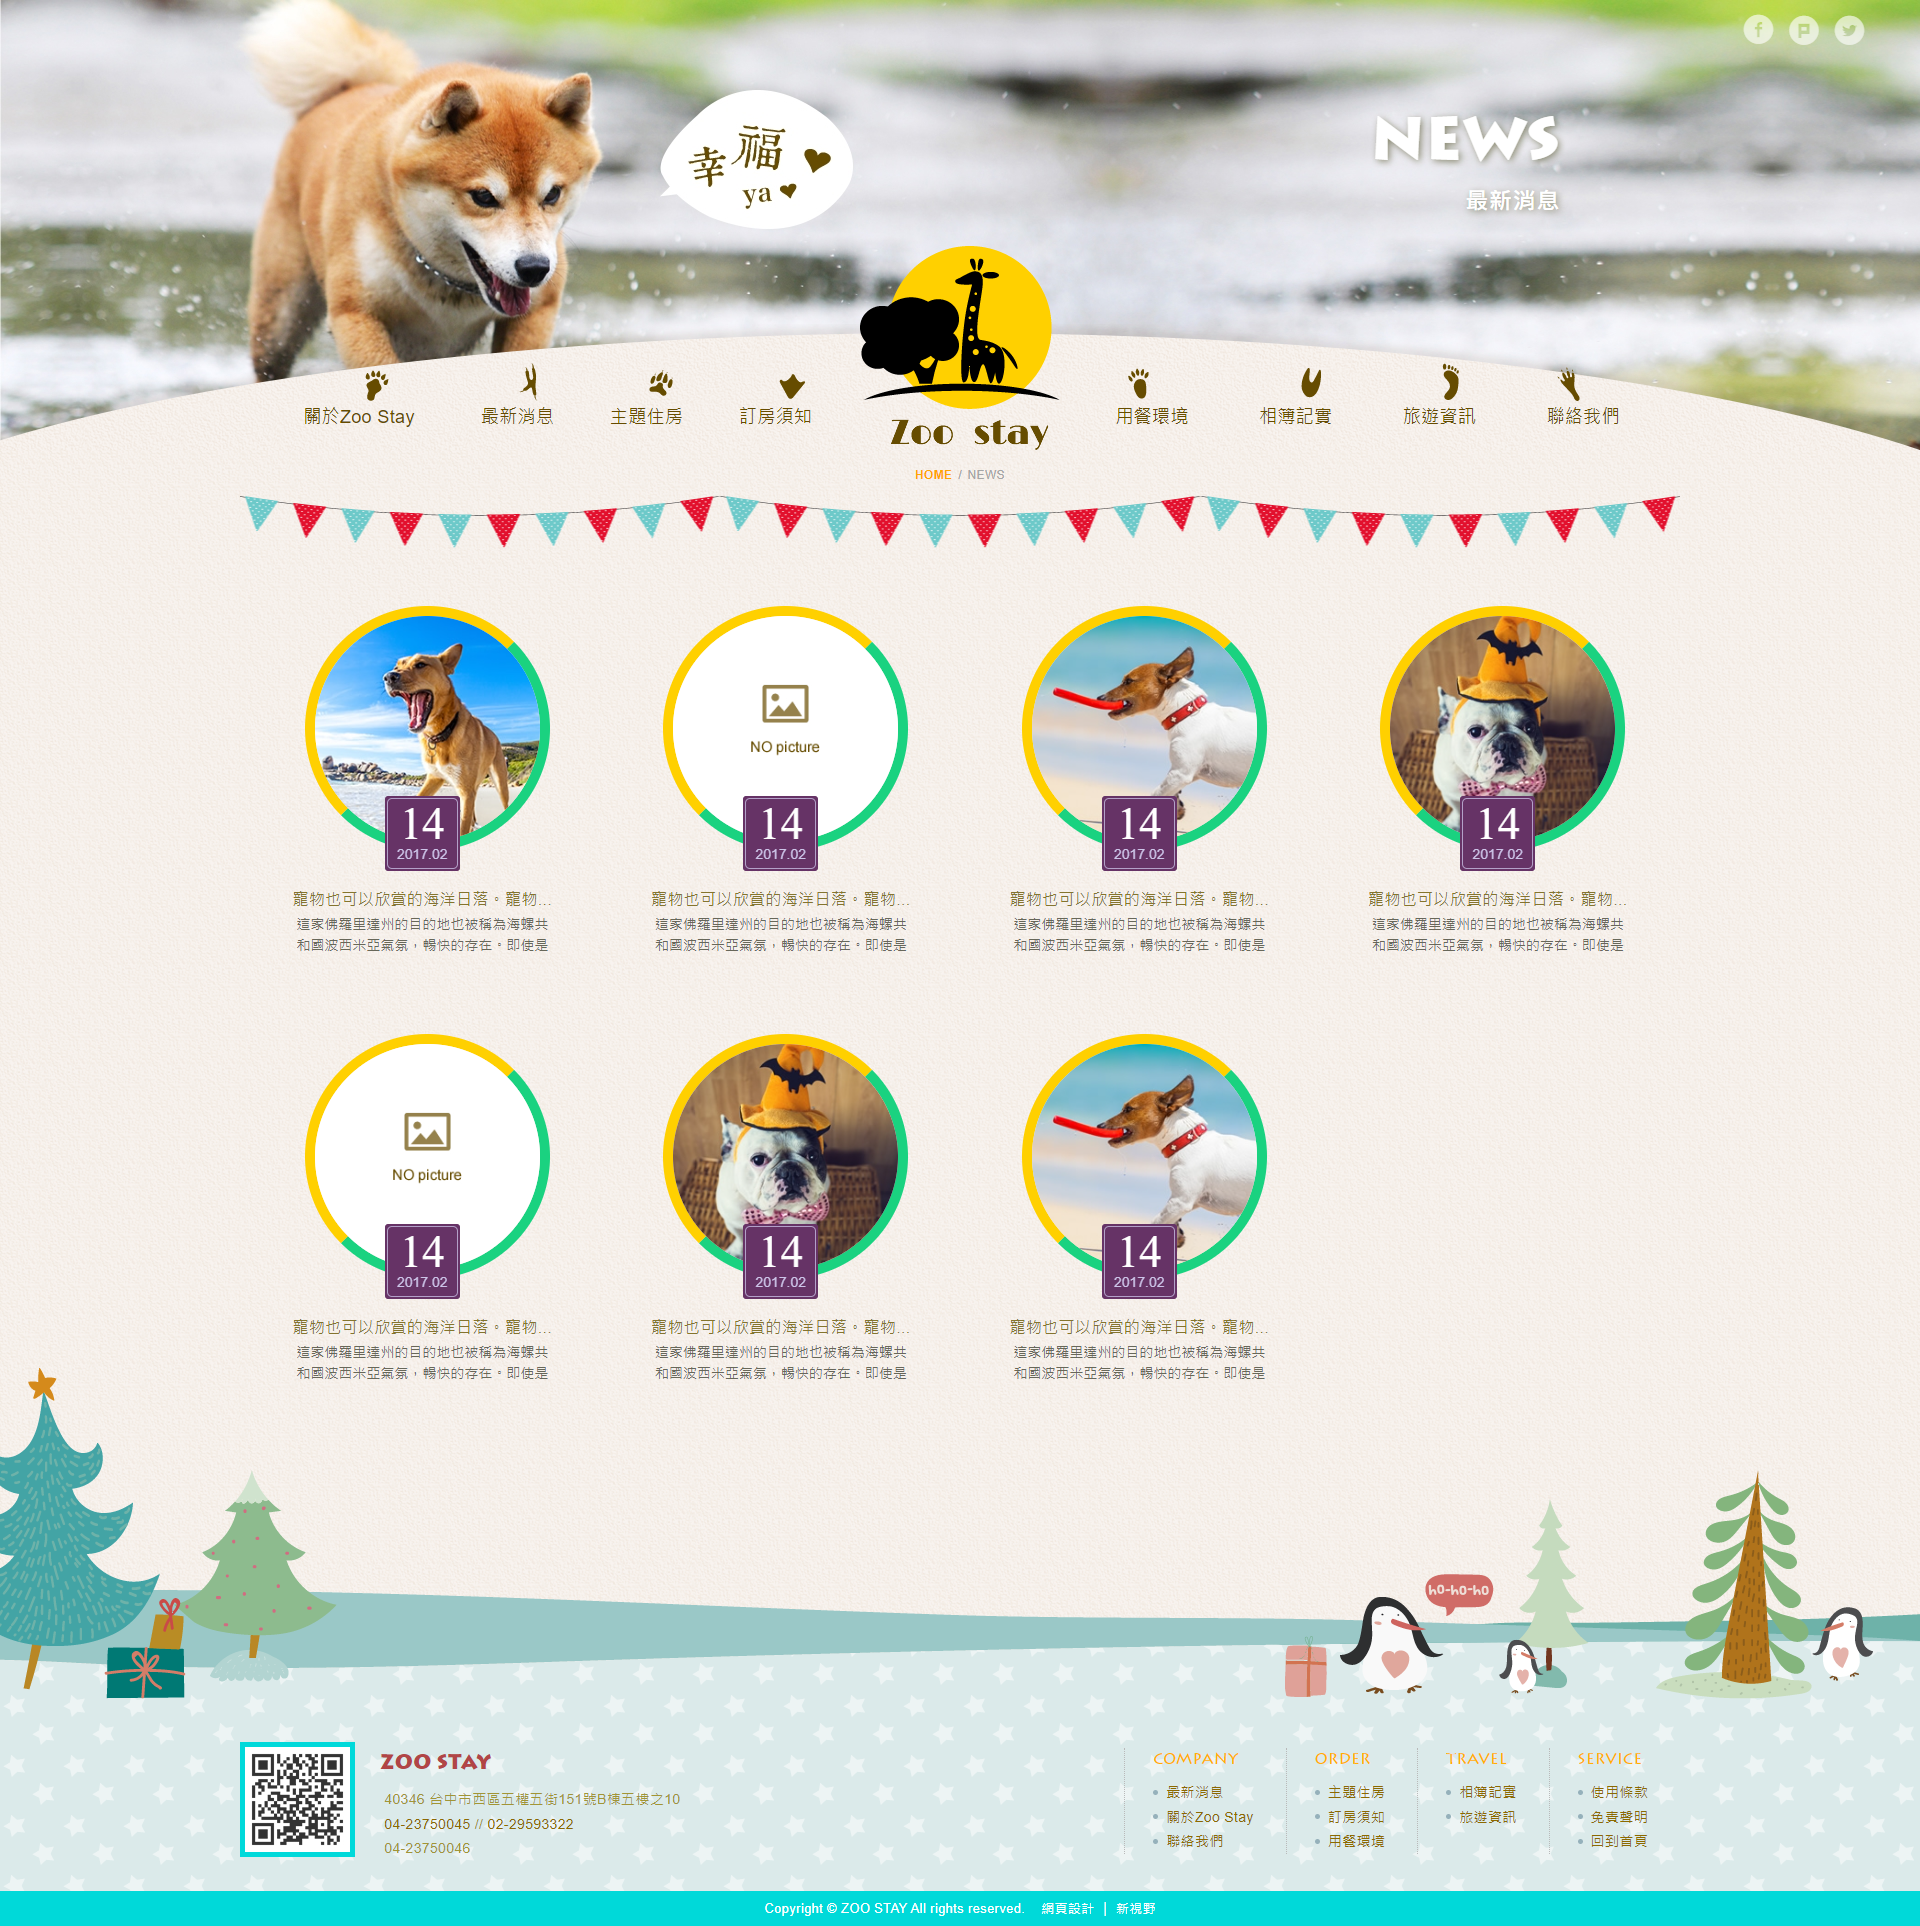 NEWS
最新消息
幸福
ya
關於Zoo Stay
最新消息
主題住房
訂房須知
Zoo stay
用餐環境
相簿記實
旅遊資訊
聯絡我們
HOME / NEWS
14
2017.02
寵物也可以欣賞的海洋日落。寵物...
這家佛羅里達州的目的地也被稱為海螺共
和國波西米亞氣氛，暢快的存在。即使是
NO picture
14
2017.02
寵物也可以欣賞的海洋日落。寵物...
這家佛羅里達州的目的地也被稱為海螺共
和國波西米亞氣氛，暢快的存在。即使是
14
2017.02
寵物也可以欣賞的海洋日落。寵物...
這家佛羅里達州的目的地也被稱為海螺共
和國波西米亞氣氛，暢快的存在。即使是
14
2017.02
寵物也可以欣賞的海洋日落。寵物...
這家佛羅里達州的目的地也被稱為海螺共
和國波西米亞氣氛，暢快的存在。即使是
NO picture
14
2017.02
寵物也可以欣賞的海洋日落。寵物...
這家佛羅里達州的目的地也被稱為海螺共
和國波西米亞氣氛，暢快的存在。即使是
14
2017.02
寵物也可以欣賞的海洋日落。寵物...
這家佛羅里達州的目的地也被稱為海螺共
和國波西米亞氣氛，暢快的存在。即使是
14
2017.02
寵物也可以欣賞的海洋日落。寵物...
這家佛羅里達州的目的地也被稱為海螺共
和國波西米亞氣氛，暢快的存在。即使是
ho-ho-ho
ZOO STAY
40346 台中市西區五權五街151號B棟五樓之10
04-23750045 // 02-29593322
04-23750046
COMPANY
最新消息
關於Zoo Stay
聯絡我們
ORDER
主題住房
訂房須知
用餐環境
TRAVEL
相簿記實
旅遊資訊
SERVICE
使用條款
免責聲明
回到首頁
Copyright © ZOO STAY All rights reserved. 網頁設計 | 新視野